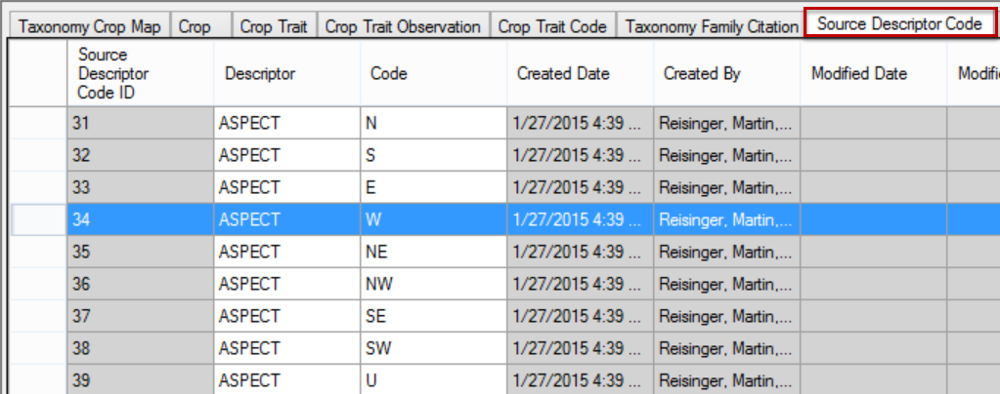 Taxonomy Crop Map Crop Crop Trait Crop Trait Observation Crop Trait Code Taxonomy Family Citation Source Descriptor Code
Source Descriptor Code ID Descriptor Code Created Date Created By Modified Date Modifi
31 ASPECT N 1/27/2015 4:39 ... Reisinger, Martin,...
32 ASPECT S 1/27/2015 4:39 ... Reisinger, Martin,...
33 ASPECT E 1/27/2015 4:39 ... Reisinger, Martin,...
34 ASPECT W 1/27/2015 4:39 ... Reisinger, Martin,...
35 ASPECT NE 1/27/2015 4:39 ... Reisinger, Martin,...
36 ASPECT NW 1/27/2015 4:39 ... Reisinger, Martin,...
37 ASPECT SE 1/27/2015 4:39 ... Reisinger, Martin,...
38 ASPECT SW 1/27/2015 4:39 ... Reisinger, Martin,...
39 ASPECT U 1/27/2015 4:39 ... Reisinger, Martin,...